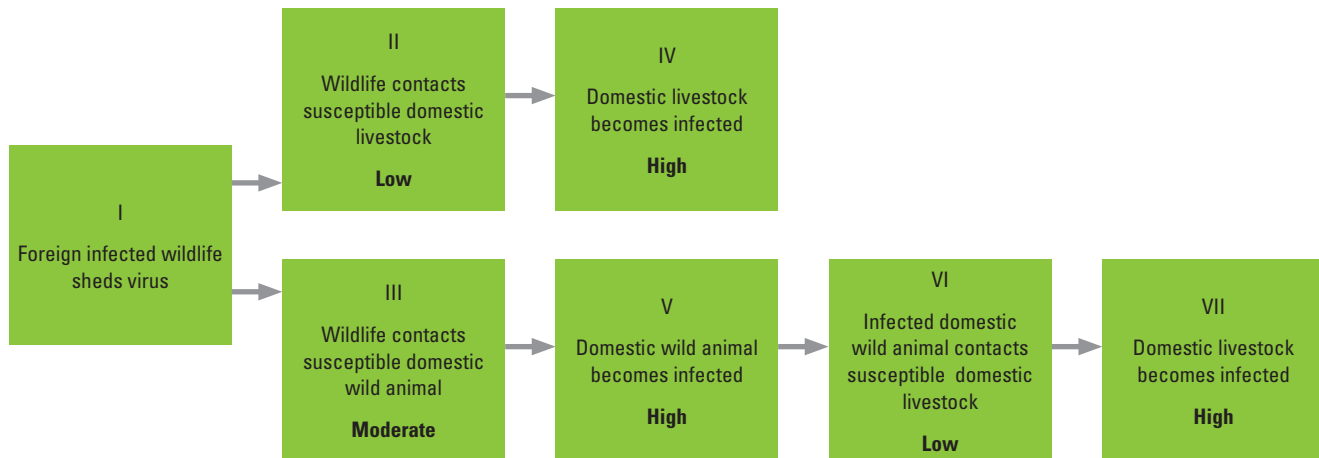 I
Foreign infected wildlife
sheds virus
II
Wildlife contacts
susceptible domestic
livestock
Low
IV
Domestic livestock
becomes infected
High
III
Wildlife contacts
susceptible domestic
wild animal
Moderate
V
Domestic wild animal
becomes infected
High
VI
Infected domestic
wild animal contacts
susceptible domestic
livestock
Low
VII
Domestic livestock
becomes infected
High